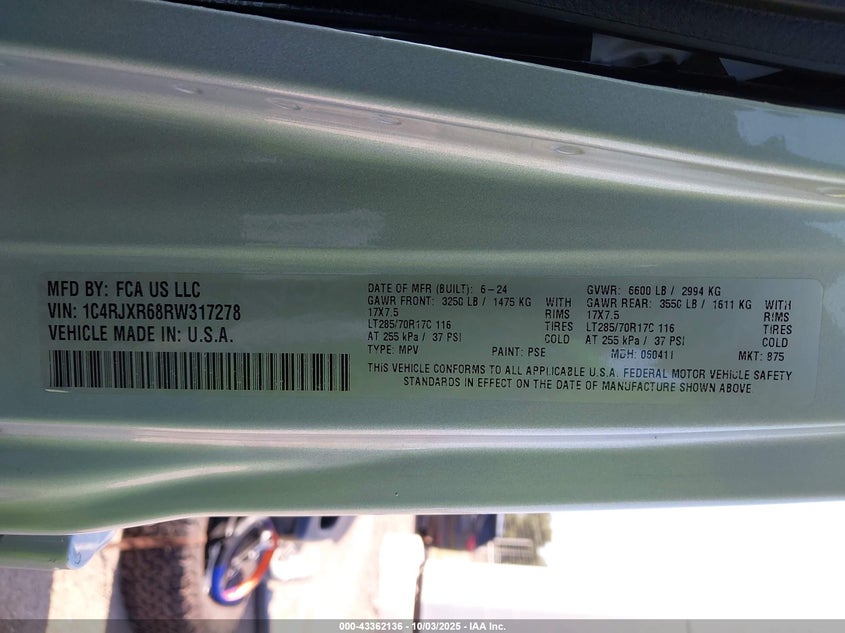 MFD BY: FCA US LLC
VIN: 1C4RJXR68RW317278
VEHICLE MADE IN: U.S.A.
DATE OF MFR (BUILT): 6-24 GVWR: 6600 LB / 2994 KG
GAWR FRONT: 3250 LB / 1475 KG WITH GAWR REAR: 3550 LB / 1611 KG WITH
17X7.5 RIMS 17X7.5 RIMS
LT285/70R17C 116 TIRES LT285/70R17C 116 TIRES
AT 255 kPa / 37 PSI COLD AT 255 kPa / 37 PSI COLD
TYPE: MPV PAINT: PSE MDH: 050411 MKT: 875
THIS VEHICLE CONFORMS TO ALL APPLICABLE U.S.A. FEDERAL MOTOR VEHICLE SAFETY
STANDARDS IN EFFECT ON THE DATE OF MANUFACTURE SHOWN ABOVE.
000-43362136 - 10/03/2025 - IAA Inc.